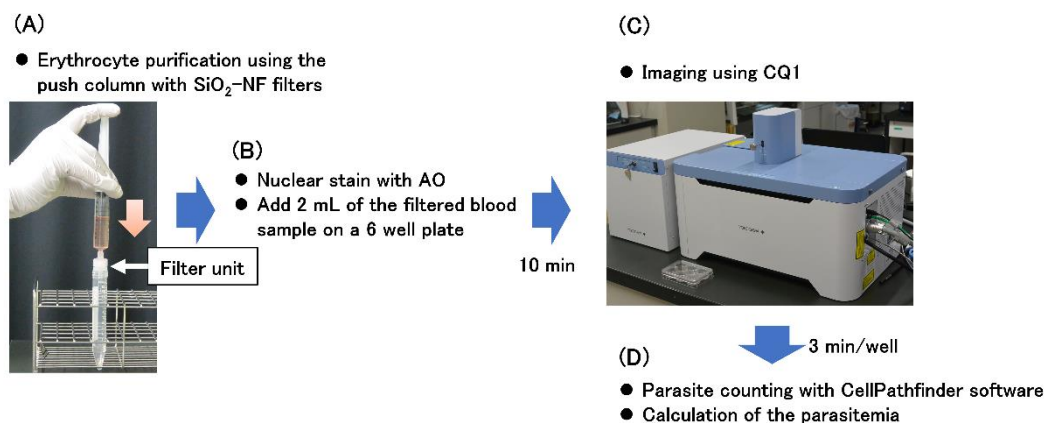 (A)
● Erythrocyte purification using the
push column with SiO₂-NF filters
Filter unit
(B)
● Nuclear stain with AO
● Add 2 mL of the filtered blood
sample on a 6 well plate
10 min
(C)
● Imaging using CQ1
3 min/well
(D)
● Parasite counting with CellPathfinder software
● Calculation of the parasitemia